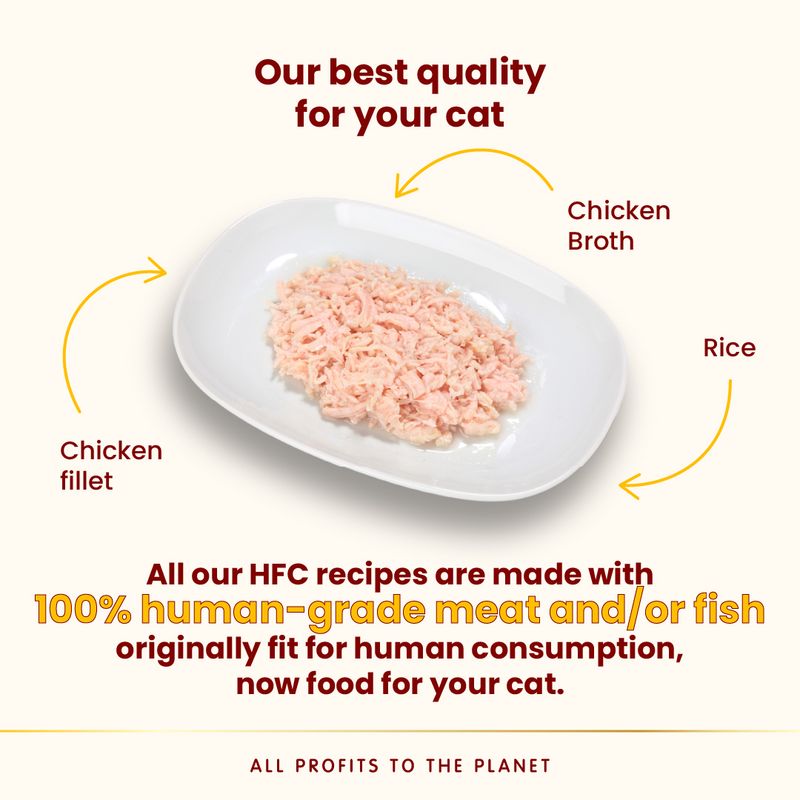 Our best quality
for your cat
Chicken
Broth
Rice
Chicken
fillet
All our HFC recipes are made with
100% human-grade meat and/or fish
originally fit for human consumption,
now food for your cat.
ALL PROFITS TO THE PLANET